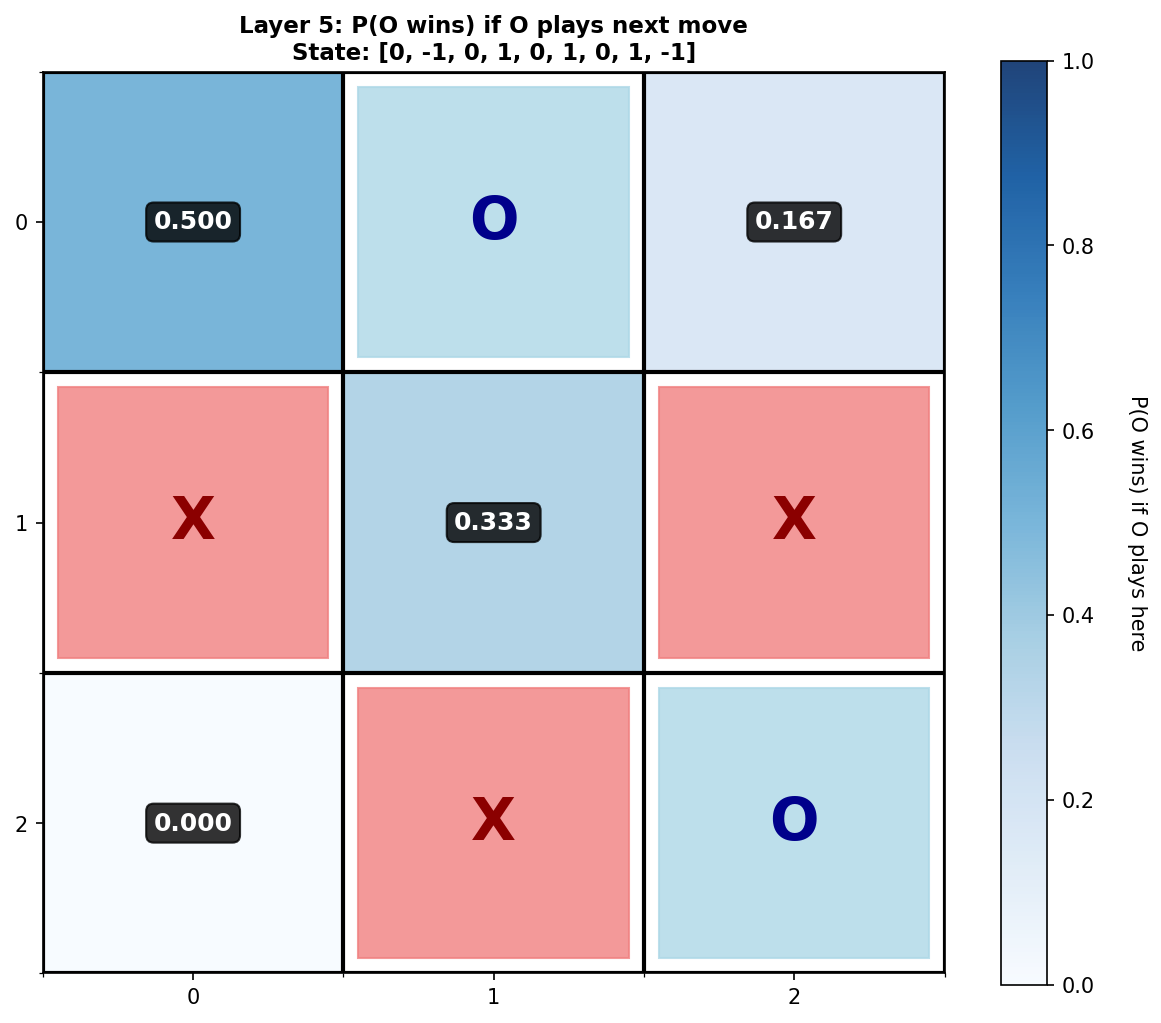 Layer 5: P(O wins) if O plays next move
State: [0, -1, 0, 1, 0, 1, 0, 1, -1]
0.500 O 0.167
X 0.333 X
0.000 X O
0
1
2
0 1 2
1.0
0.8
0.6
0.4
0.2
0.0
P(O wins) if O plays here